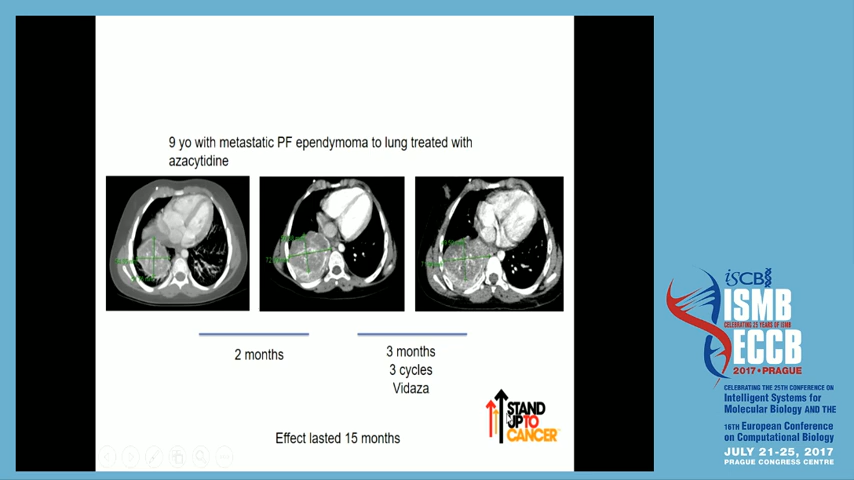 9 yo with metastatic PF ependymoma to lung treated with
azacytidine
2 months
3 months
3 cycles
Vidaza
Effect lasted 15 months
STAND
UP TO
CANCER
iSCB
ISMB
CELEBRATING 25 YEARS OF ISMB
ECCB
2017 • PRAGUE
CELEBRATING THE 25TH CONFERENCE ON
Intelligent Systems for
Molecular Biology AND THE
16TH European Conference
on Computational Biology
JULY 21-25, 2017
PRAGUE CONGRESS CENTRE